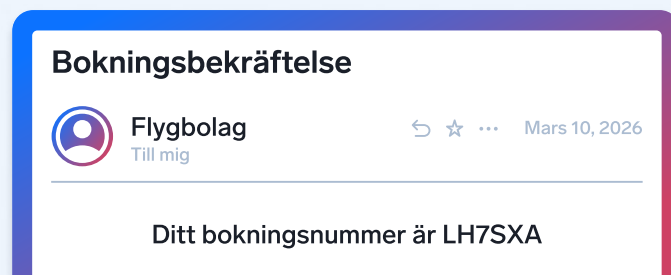 Bokningsbekräftelse
Flygbolag
Mars 10, 2026
Till mig
Ditt bokningsnummer är LH7SXA